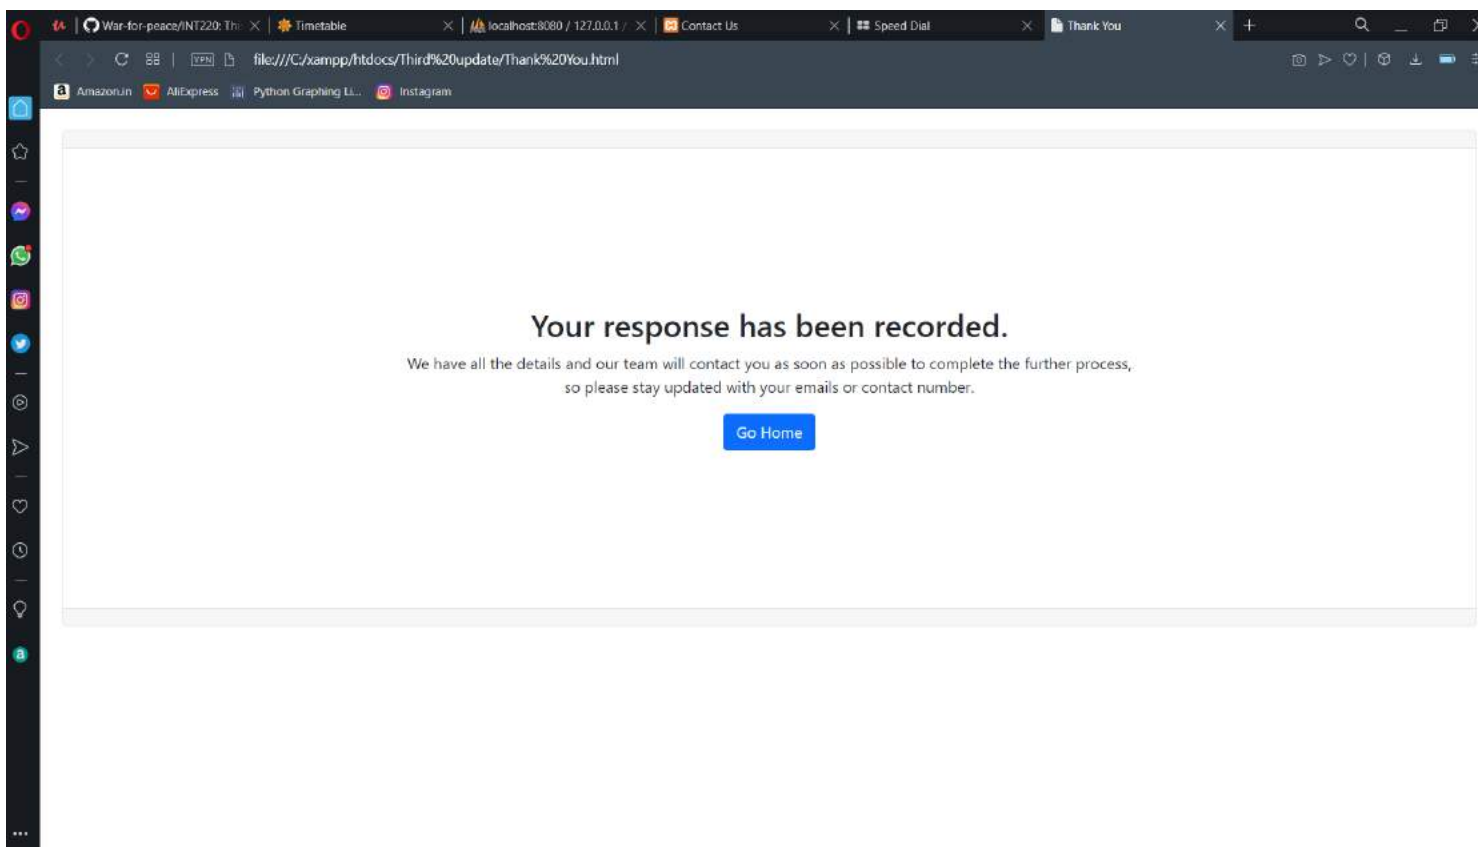 War-for-peace/INT220: Thi
Timetable
localhost:8080 / 127.0.0.1 /
Contact Us
Speed Dial
Thank You
VPN
file:///C:/xampp/htdocs/Third%20update/Thank%20You.html
Amazon.in
AliExpress
Python Graphing Li...
Instagram
Your response has been recorded.
We have all the details and our team will contact you as soon as possible to complete the further process,
so please stay updated with your emails or contact number.
Go Home